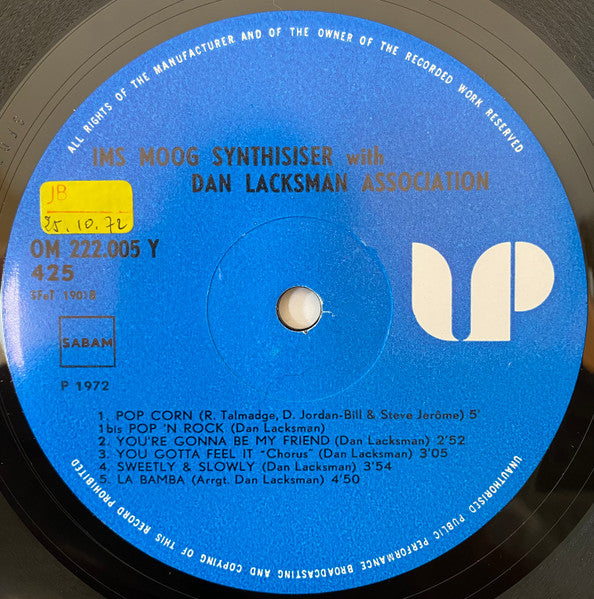 ALL RIGHTS OF THE MANUFACTURER AND OF THE OWNER OF THE RECORDED WORK RESERVED
IMS MOOG SYNTHISISER with
DAN LACKSMAN ASSOCIATION
JB
25.10.72
OM 222.005 Y
425
SFeT 19018
UP
SABAM
P 1972
1. POP CORN (R. Talmadge, D. Jordan-Bill & Steve Jerôme) 5'
1 bis POP 'N ROCK (Dan Lacksman)
2. YOU'RE GONNA BE MY FRIEND (Dan Lacksman) 2'52
3. YOU GOTTA FEEL IT "Chorus" (Dan Lacksman) 3'05
4. SWEETLY & SLOWLY (Dan Lacksman) 3'54
5. LA BAMBA (Arrgt. Dan Lacksman) 4'50
UNAUTHORISED PUBLIC PERFORMANCE BROADCASTING AND COPYING OF THIS RECORD PROHIBITED